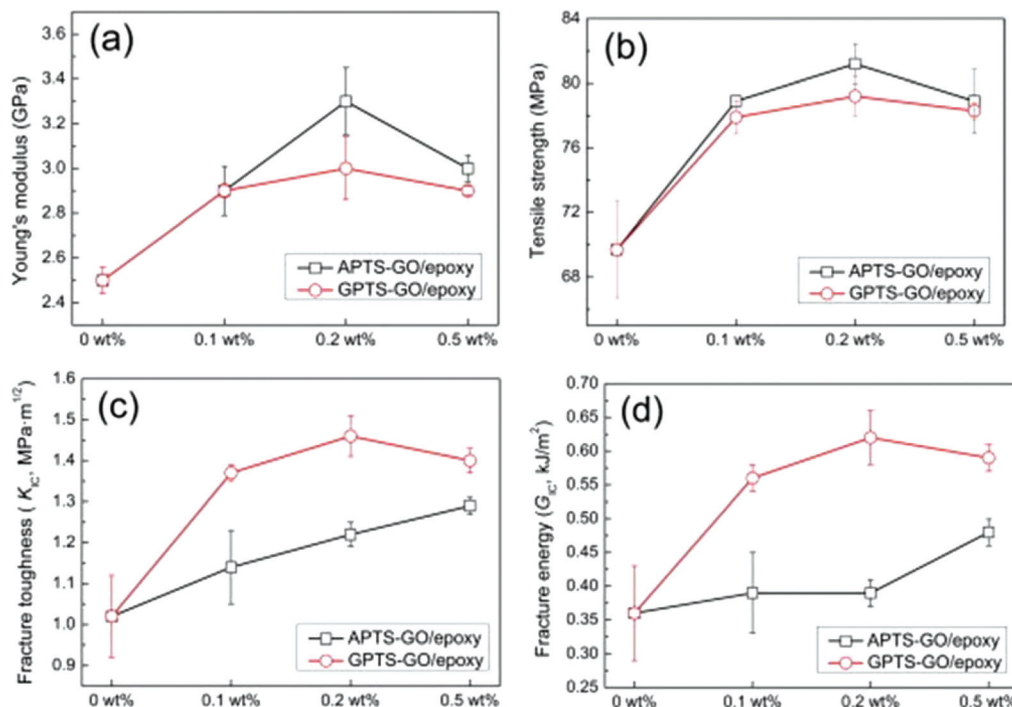 (a)
Young's modulus (GPa)
3.6
3.4
3.2
3.0
2.8
2.6
2.4
APTS-GO/epoxy
GPTS-GO/epoxy
0 wt%
0.1 wt%
0.2 wt%
0.5 wt%
(b)
Tensile strength (MPa)
84
80
76
72
68
APTS-GO/epoxy
GPTS-GO/epoxy
0 wt%
0.1 wt%
0.2 wt%
0.5 wt%
(c)
Fracture toughness ( K_IC, MPa·m^1/2)
1.6
1.5
1.4
1.3
1.2
1.1
1.0
0.9
APTS-GO/epoxy
GPTS-GO/epoxy
0 wt%
0.1 wt%
0.2 wt%
0.5 wt%
(d)
Fracture energy (G_IC, kJ/m²)
0.70
0.65
0.60
0.55
0.50
0.45
0.40
0.35
0.30
0.25
APTS-GO/epoxy
GPTS-GO/epoxy
0 wt%
0.1 wt%
0.2 wt%
0.5 wt%